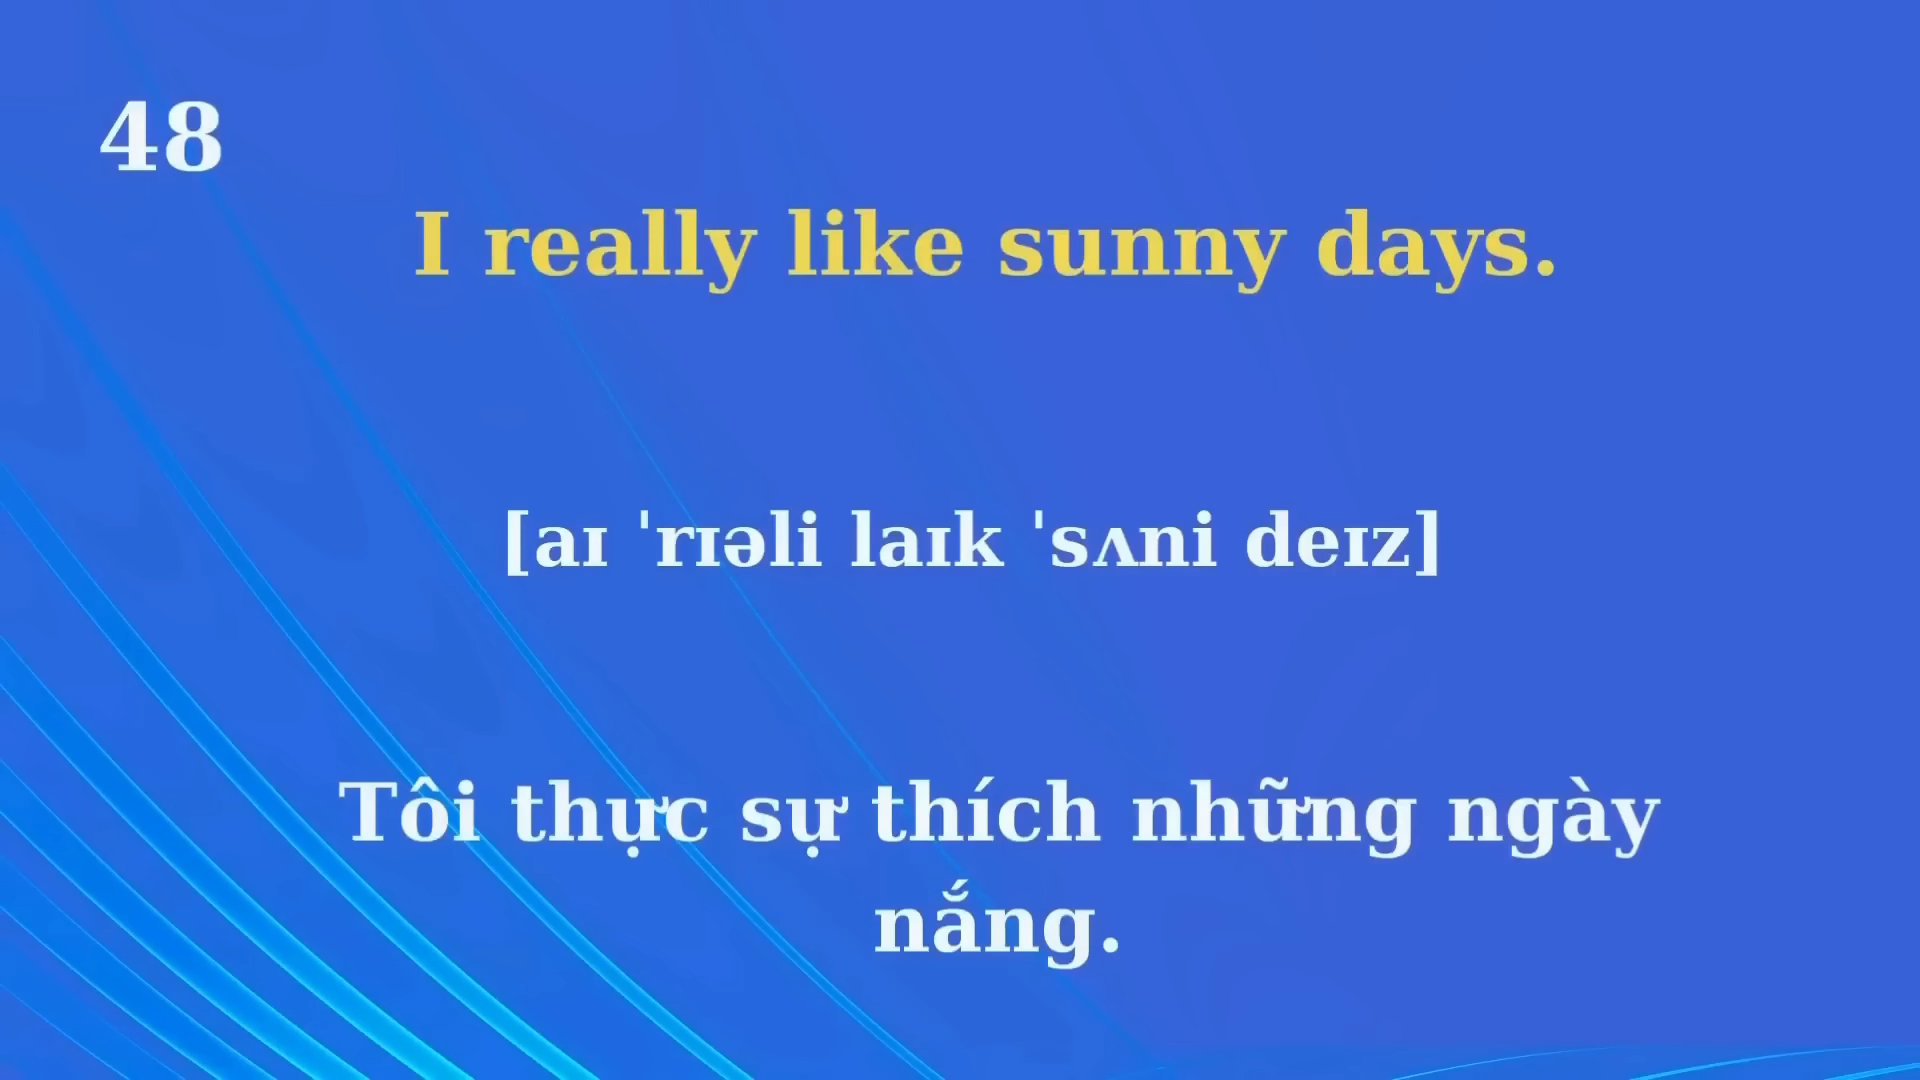 48
I really like sunny days.
[aɪ ˈrɪəli laɪk ˈsʌni deɪz]
Tôi thực sự thích những ngày
nắng.